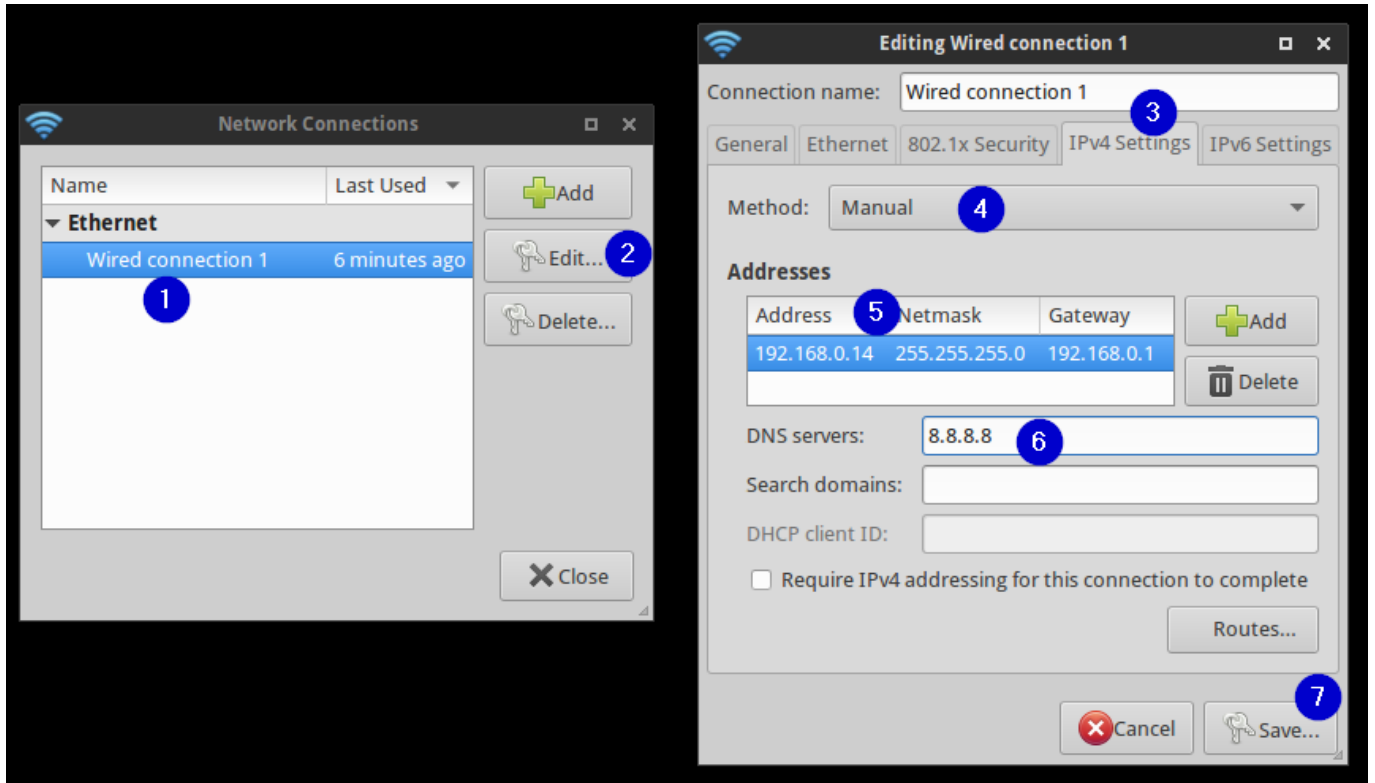 Network Connections
Name Last Used
Ethernet
Wired connection 1 6 minutes ago
1
Add
Edit... 2
Delete...
Close
Editing Wired connection 1
Connection name: Wired connection 1
3
General Ethernet 802.1x Security IPv4 Settings IPv6 Settings
Method: Manual 4
Addresses
Address 5 Netmask Gateway
192.168.0.14 255.255.255.0 192.168.0.1
Add
Delete
DNS servers: 8.8.8.8 6
Search domains:
DHCP client ID:
Require IPv4 addressing for this connection to complete
Routes...
7
Cancel Save...